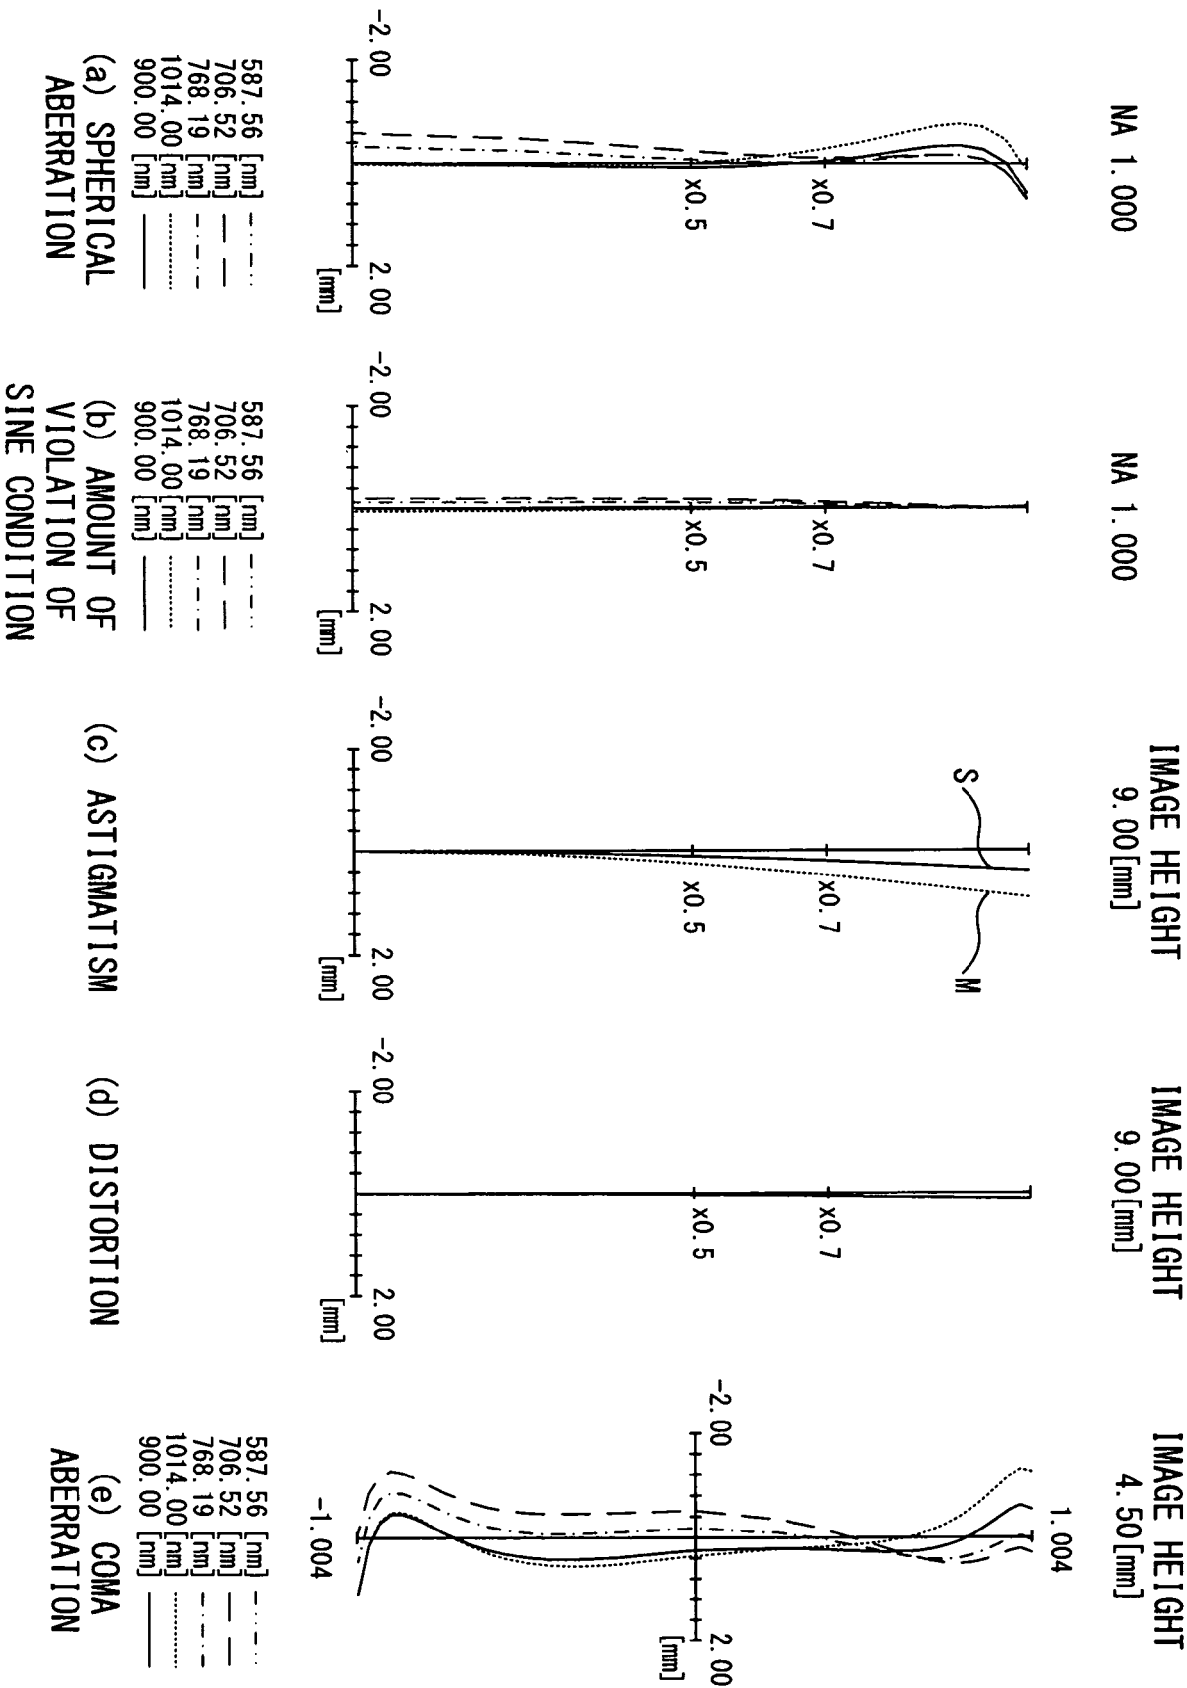 NA 1.000
x0.7
x0.5
-2.00
2.00
[mm]
587.56 [nm]
706.52 [nm]
768.19 [nm]
1014.00 [nm]
900.00 [nm]
(a) SPHERICAL
ABERRATION
NA 1.000
x0.7
x0.5
-2.00
2.00
[mm]
587.56 [nm]
706.52 [nm]
768.19 [nm]
1014.00 [nm]
900.00 [nm]
(b) AMOUNT OF
VIOLATION OF
SINE CONDITION
IMAGE HEIGHT
9.00[mm]
S
M
x0.7
x0.5
-2.00
2.00
[mm]
(c) ASTIGMATISM
IMAGE HEIGHT
9.00[mm]
x0.7
x0.5
-2.00
2.00
[mm]
(d) DISTORTION
IMAGE HEIGHT
4.50[mm]
1.004
-2.00
2.00
[mm]
-1.004
587.56 [nm]
706.52 [nm]
768.19 [nm]
1014.00 [nm]
900.00 [nm]
(e) COMA
ABERRATION